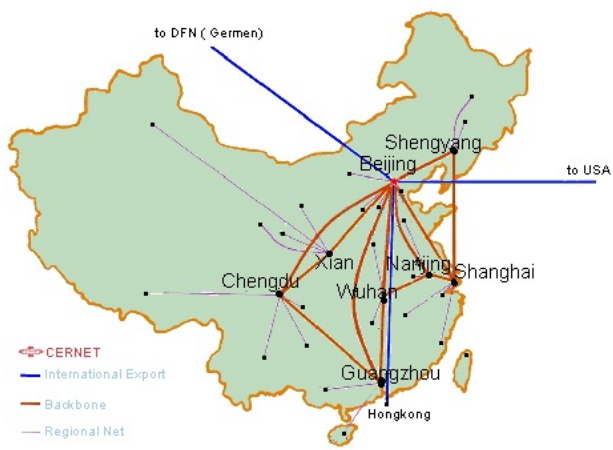 to DFN ( Germen)
Shengyang
Beijing
to USA
Xian
Nanjing
Shanghai
Chengdu
Wuhan
CERNET
Guangzhou
International Export
Hongkong
Backbone
Regional Net